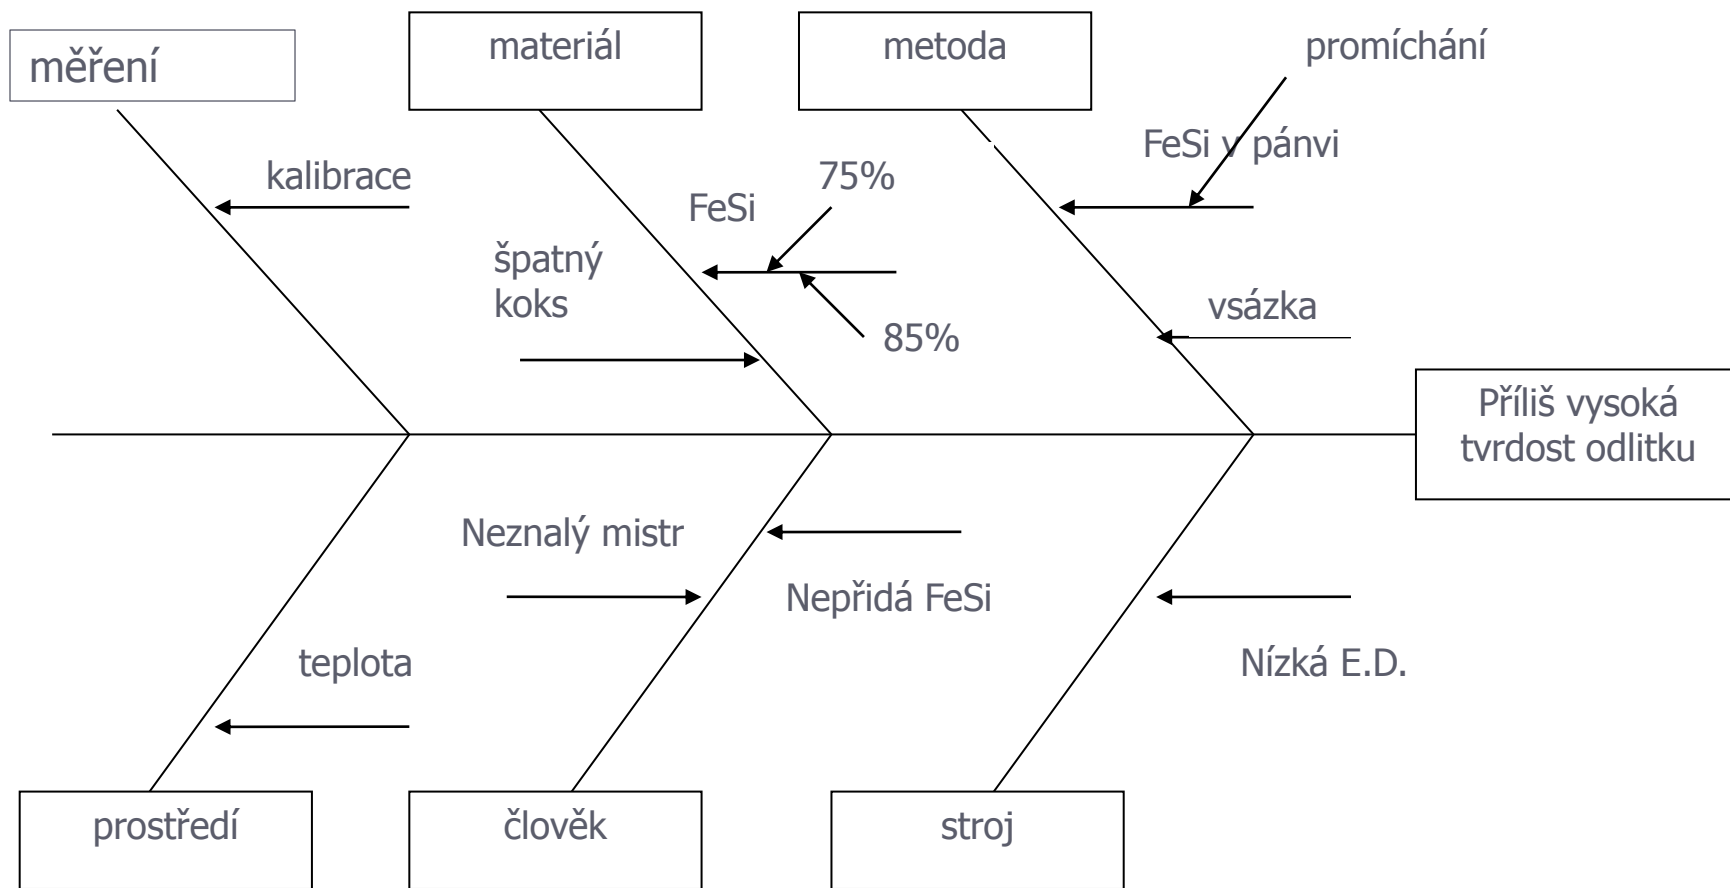 měření
materiál
metoda
promíchání
FeSi v pánvi
kalibrace
75%
FeSi
špatný
koks
85%
vsázka
Příliš vysoká
tvrdost odlitku
Neznalý mistr
Nepřidá FeSi
teplota
Nízká E.D.
prostředí
člověk
stroj